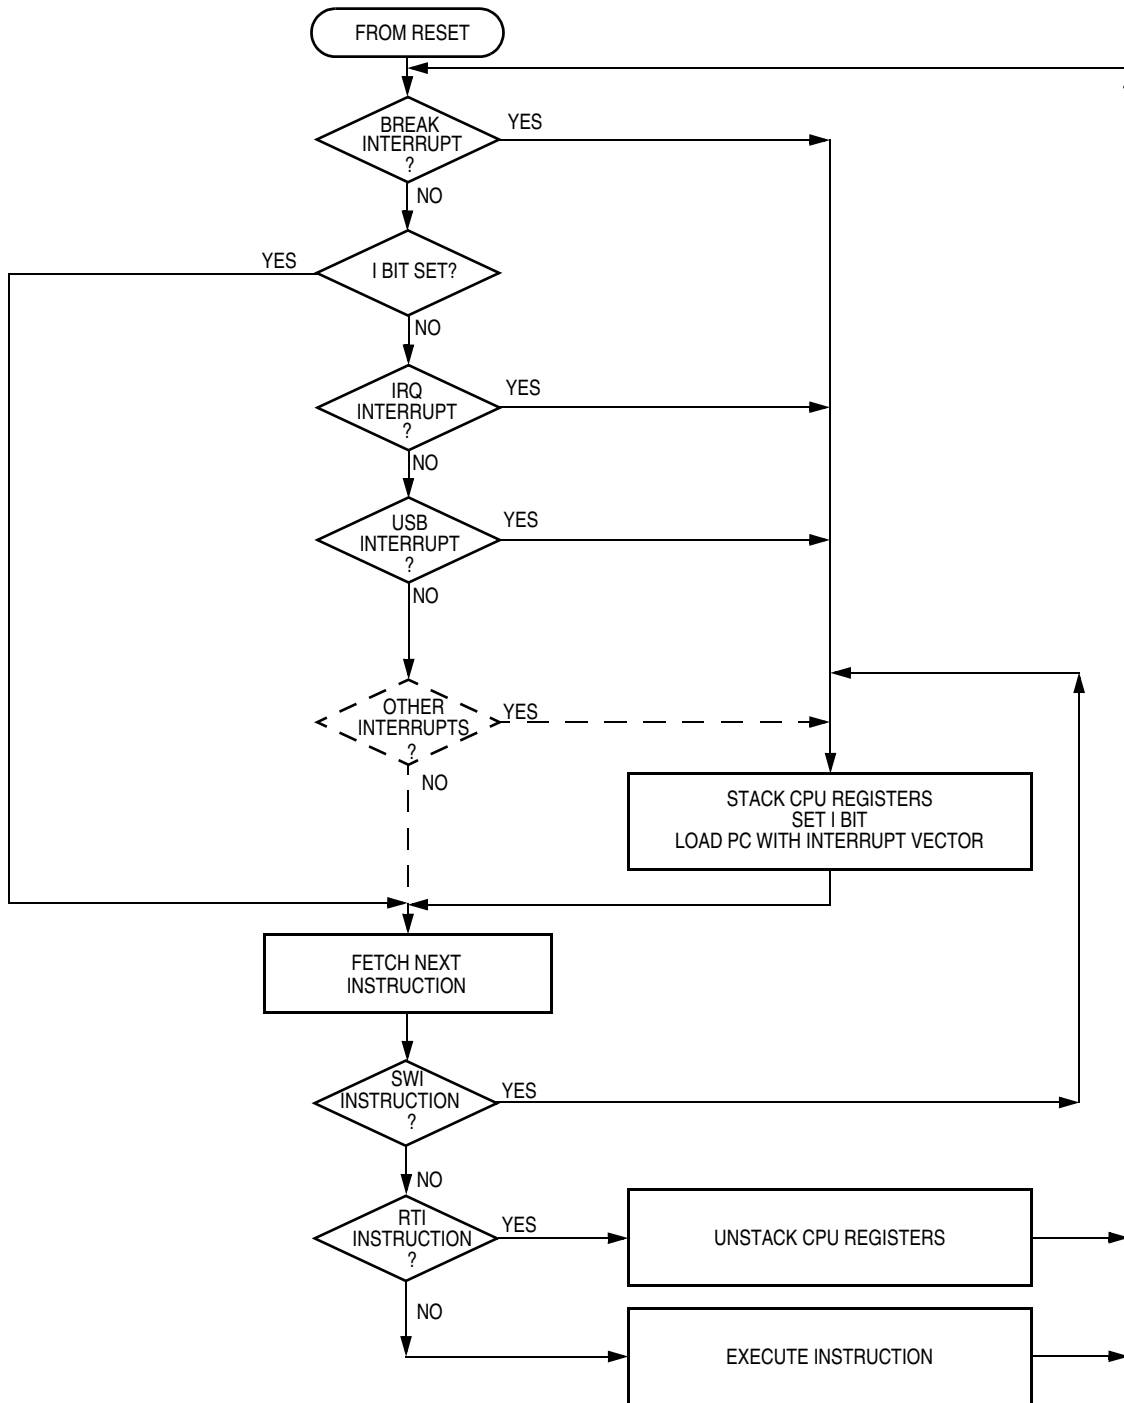 FROM RESET
BREAK
INTERRUPT
?
YES
NO
I BIT SET?
YES
NO
IRQ
INTERRUPT
?
YES
NO
USB
INTERRUPT
?
YES
NO
OTHER
INTERRUPTS
?
YES
NO
STACK CPU REGISTERS
SET I BIT
LOAD PC WITH INTERRUPT VECTOR
FETCH NEXT
INSTRUCTION
SWI
INSTRUCTION
?
YES
NO
RTI
INSTRUCTION
?
YES
UNSTACK CPU REGISTERS
NO
EXECUTE INSTRUCTION